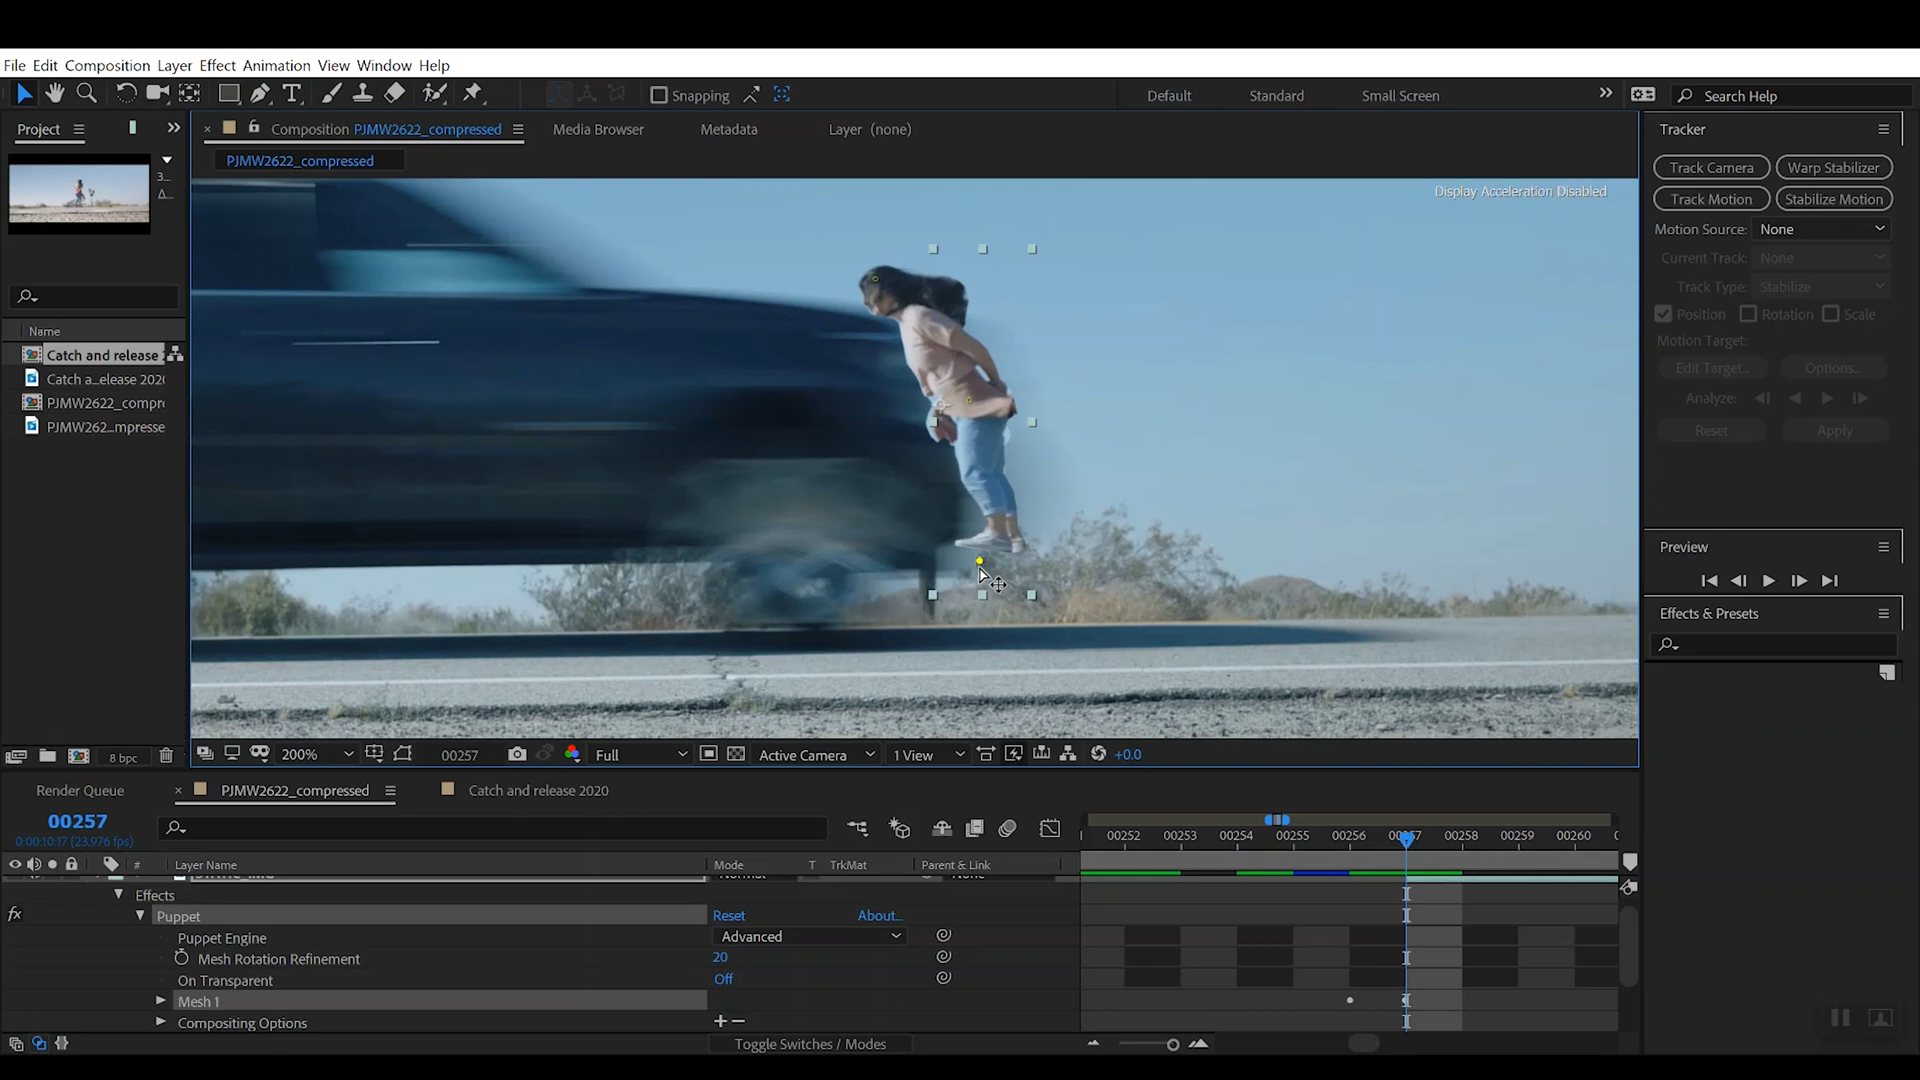 File Edit Composition Layer Effect Animation View Window Help
Snapping
Default Standard Small Screen
Search Help
Project
Composition PJMW2622_compressed
Media Browser
Metadata
Layer (none)
Tracker
PJMW2622_compressed
Display Acceleration Disabled
Track Camera
Warp Stabilizer
3...
Δ...
Track Motion
Stabilize Motion
Motion Source: None
Current Track: None
Track Type: Stabilize
Position Rotation Scale
Motion Target:
Edit Target...
Options...
Analyze:
Reset
Apply
Name
Catch and release
Catch a...elease 202
PJMW2622_compr
PJMW262...mpresse
Preview
Effects & Presets
8 bpc
200%
00257
Full
Active Camera
1 View
+0.0
Render Queue
PJMW2622_compressed
Catch and release 2020
00257
0:00:10:17 (23.976 fps)
00252 00253 00254 00255 00256 00257 00258 00259 00260
# Layer Name
Mode
T TrkMat
Parent & Link
Effects
fx
Puppet
Reset
About...
Puppet Engine
Advanced
Mesh Rotation Refinement
20
On Transparent
Off
Mesh 1
Compositing Options
Toggle Switches / Modes